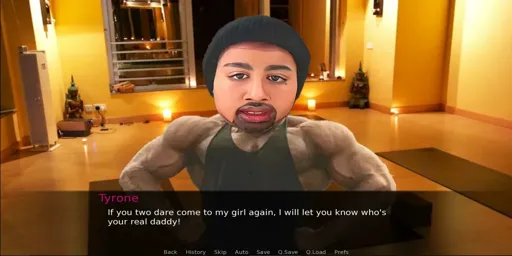 Tyrone
If you two dare come to my girl again, I will let you know who's
your real daddy!
Back History Skip Auto Save Q.Save Q.Load Prefs